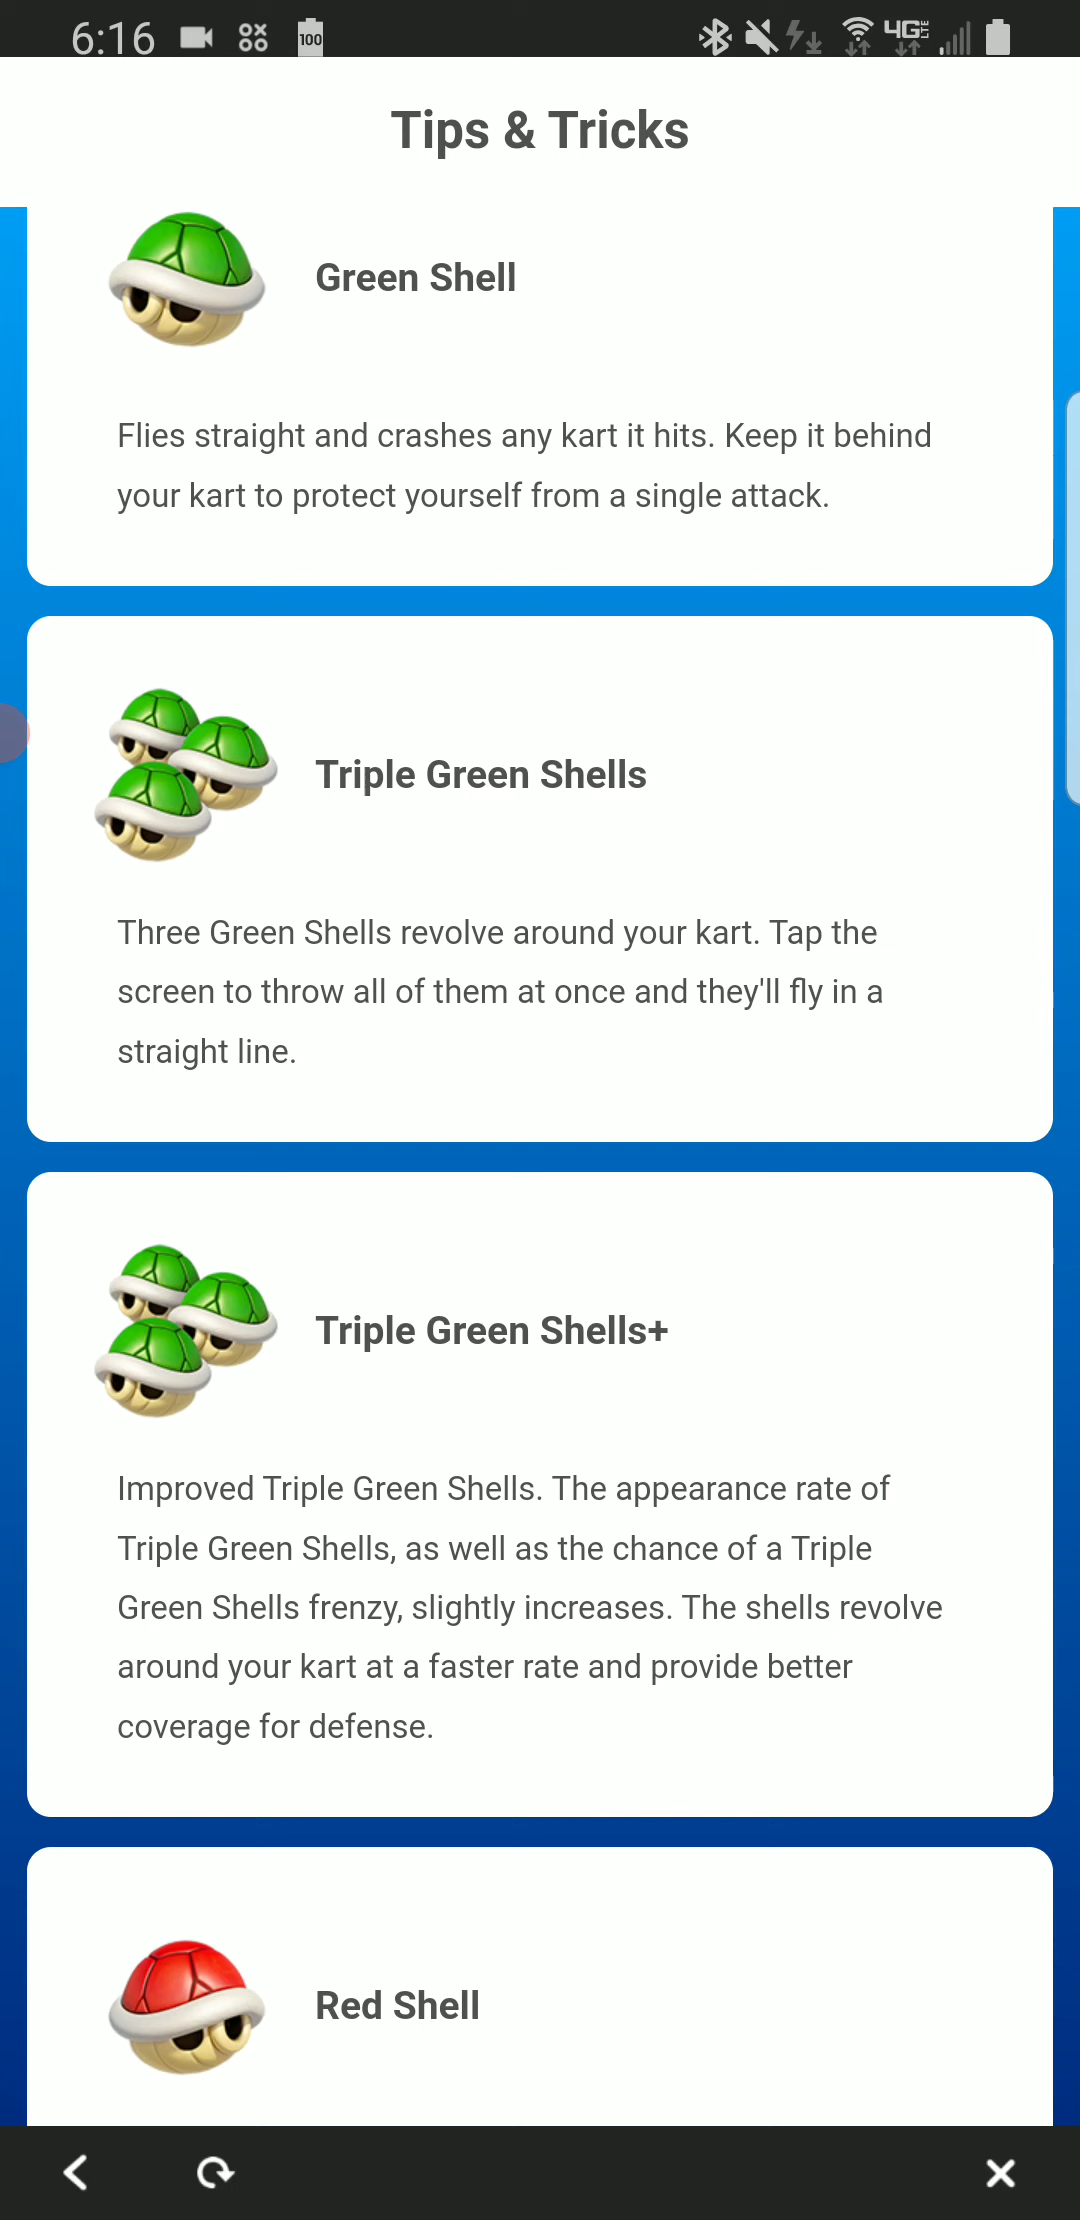 6:16
100
4G LTE
Tips & Tricks
Green Shell
Flies straight and crashes any kart it hits. Keep it behind
your kart to protect yourself from a single attack.
Triple Green Shells
Three Green Shells revolve around your kart. Tap the
screen to throw all of them at once and they'll fly in a
straight line.
Triple Green Shells+
Improved Triple Green Shells. The appearance rate of
Triple Green Shells, as well as the chance of a Triple
Green Shells frenzy, slightly increases. The shells revolve
around your kart at a faster rate and provide better
coverage for defense.
Red Shell